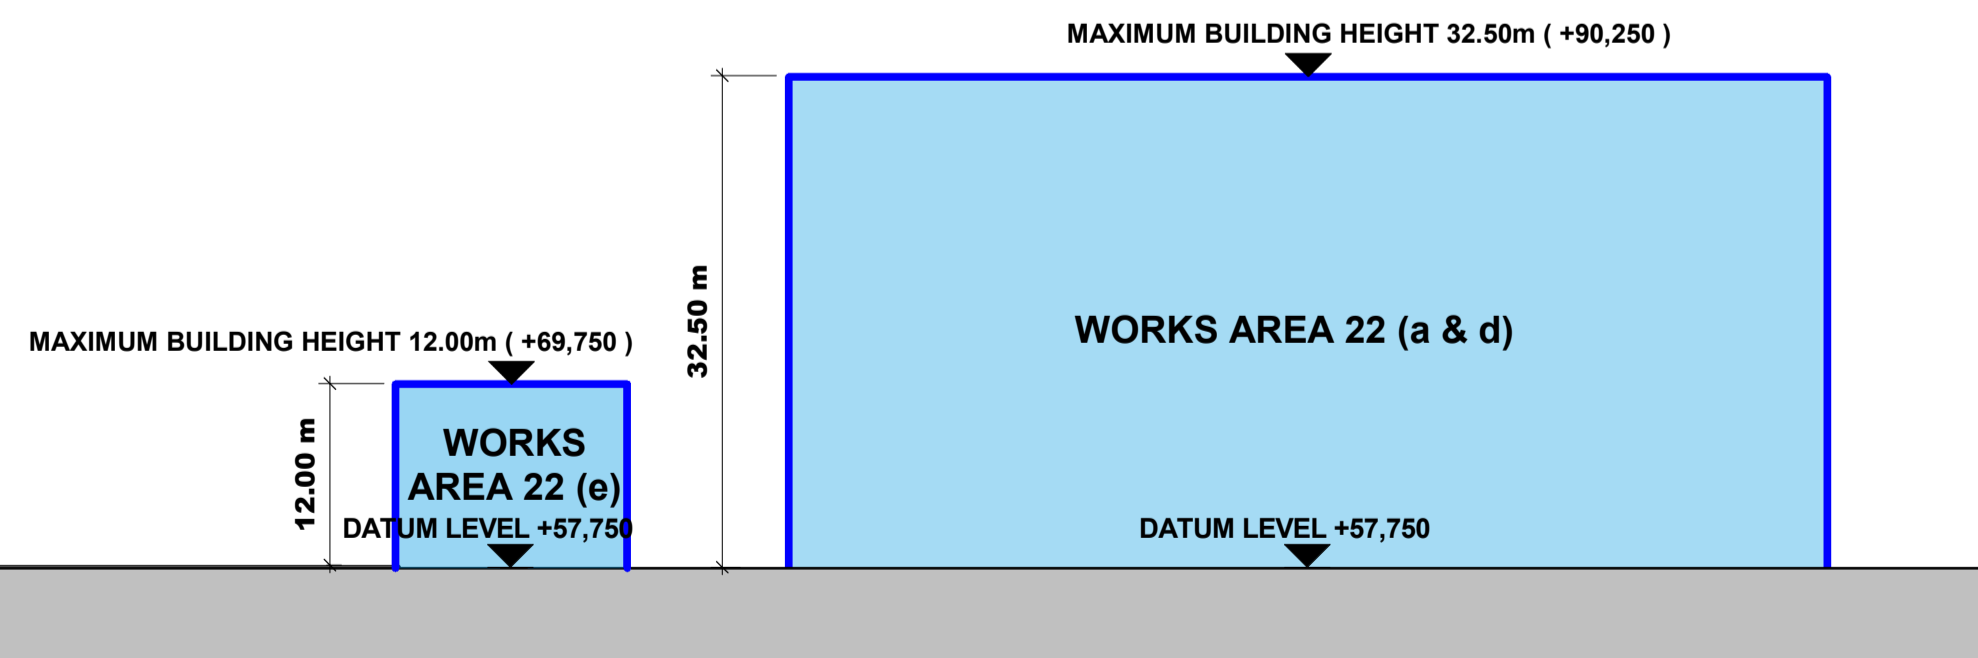 MAXIMUM BUILDING HEIGHT 32.50m ( +90,250 )
32.50 m
WORKS AREA 22 (a & d)
DATUM LEVEL +57,750
MAXIMUM BUILDING HEIGHT 12.00m ( +69,750 )
12.00 m
WORKS
AREA 22 (e)
DATUM LEVEL +57,750